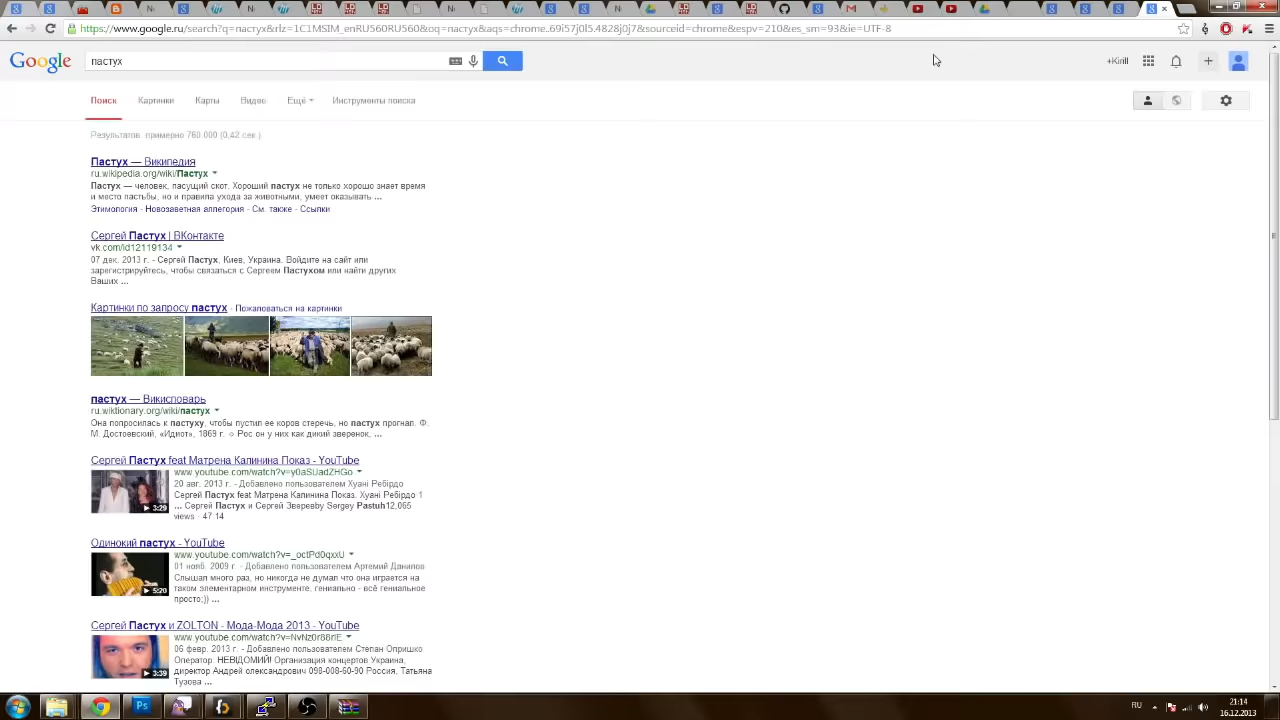 https://www.google.ru/search?q=пастух&rlz=1C1MSIM_enRU560RU560&oq=пастух&aqs=chrome..69i57j0l5.4828j0j7&sourceid=chrome&espv=210&es_sm=93&ie=UTF-8
Google
пастух
+Kirill
Поиск Картинки Карты Видео Ещё Инструменты поиска
Результатов: примерно 760 000 (0,42 сек.)
Пастух — Википедия
ru.wikipedia.org/wiki/Пастух
Пастух — человек, пасущий скот. Хороший пастух не только хорошо знает время
и место пастьбы, но и правила ухода за животными, умеет оказывать ...
Этимология - Новозаветная аллегория - См. также - Ссылки
Сергей Пастух | ВКонтакте
vk.com/id12119134
07 дек. 2013 г. - Сергей Пастух, Киев, Украина. Войдите на сайт или
зарегистрируйтесь, чтобы связаться с Сергеем Пастухом или найти других
Ваших ...
Картинки по запросу пастух - Пожаловаться на картинки
пастух — Викисловарь
ru.wiktionary.org/wiki/пастух
Она попросилась к пастуху, чтобы пустил ее коров стеречь, но пастух прогнал. Ф.
М. Достоевский, «Идиот», 1869 г. ○ Рос он у них как дикий зверенок, ...
Сергей Пастух feat Матрена Калинина Показ - YouTube
www.youtube.com/watch?v=y0aSUadZHGo
20 авг. 2013 г. - Добавлено пользователем Хуані Ребірдо
Сергей Пастух feat Матрена Калинина Показ. Хуані Ребірдо 1
... Сергей Пастух и Сергей Зверевby Sergey Pastuh12,065
views · 47:14
3:29
Одинокий пастух - YouTube
www.youtube.com/watch?v=_octPd0qxxU
01 нояб. 2009 г. - Добавлено пользователем Артемий Данилов
Слышал много раз, но никогда не думал что она играется на
таком элементарном инструменте, гениально - всё гениальное
просто;)) ...
5:20
Сергей Пастух и ZOLTON - Мода-Мода 2013 - YouTube
www.youtube.com/watch?v=NvNz0r88rlE
06 февр. 2013 г. - Добавлено пользователем Степан Опришко
Оператор: НЕВІДОМИЙ! Организация концертов Украина,
директор Андрей олександрович 098-008-60-90 Россия, Татьяна
Тузова ...
3:39
RU
21:14
16.12.2013